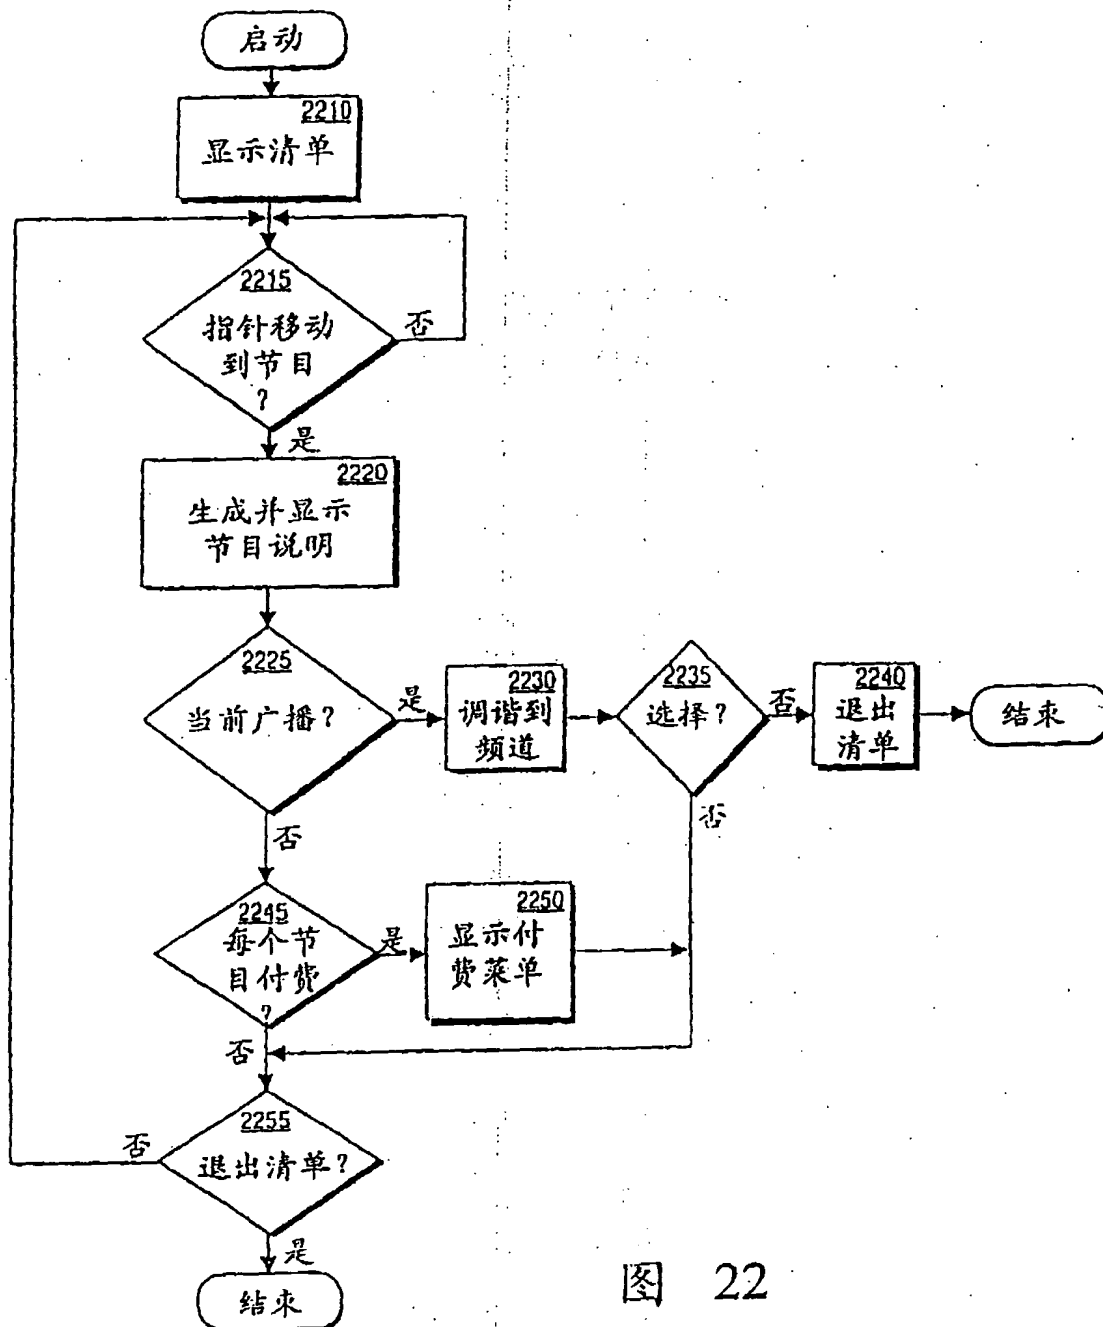 启动
2210
显示清单
2215
指针移动
到节目
?
否
是
2220
生成并显示
节目说明
2225
当前广播?
是
2230
调谐到
频道
2235
选择?
否
2240
退出
清单
结束
否
否
2245
每个节
目付费
?
是
2250
显示付
费菜单
否
2255
退出清单?
否
是
结束
图 22